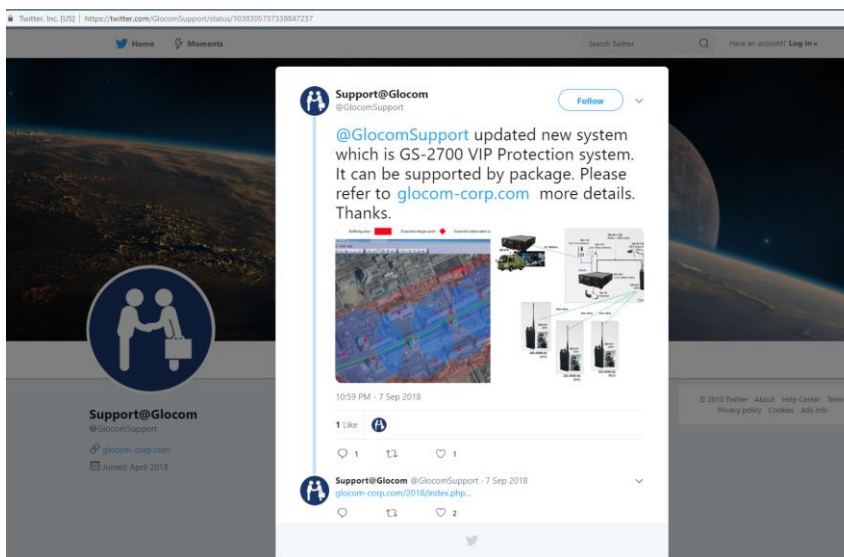 Twitter, Inc. [US] | https://twitter.com/GlocomSupport/status/1038305737338847237
Home Moments Search Twitter Have an account? Log in
Support@Glocom
@GlocomSupport
Follow
@GlocomSupport updated new system
which is GS-2700 VIP Protection system.
It can be supported by package. Please
refer to glocom-corp.com more details.
Thanks.
10:59 PM - 7 Sep 2018
1 Like
1 1
Support@Glocom @GlocomSupport · 7 Sep 2018
glocom-corp.com/2018/index.php...
2
Support@Glocom
@GlocomSupport
glocom-corp.com
Joined April 2018
© 2019 Twitter About Help Center Term
Privacy policy Cookies Ads info